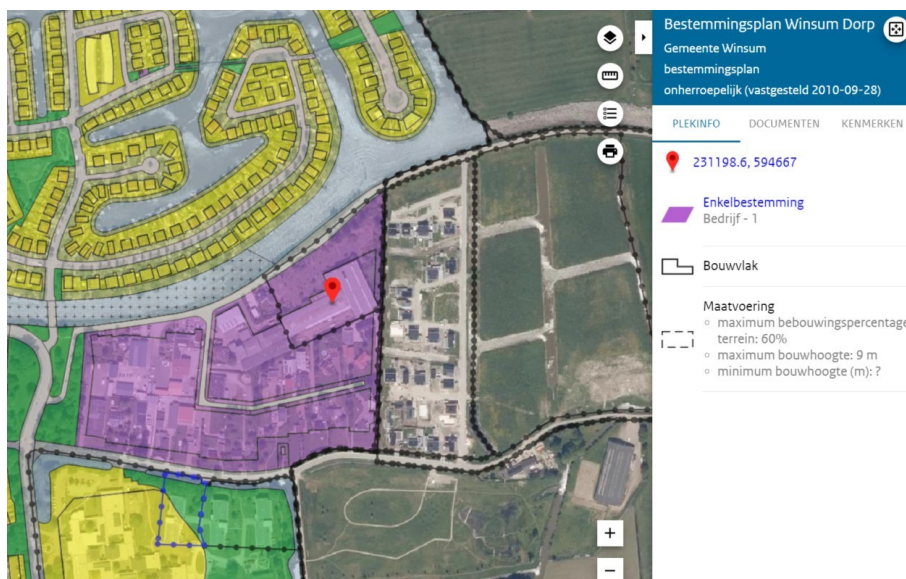 Bestemmingsplan Winsum Dorp
Gemeente Winsum
bestemmingsplan
onherroepelijk (vastgesteld 2010-09-28)
PLEKINFO DOCUMENTEN KENMERKEN
231198.6, 594667
Enkelbestemming
Bedrijf - 1
Bouwvlak
Maatvoering
maximum bebouwingspercentage
terrein: 60%
maximum bouwhoogte: 9 m
minimum bouwhoogte (m): ?
+
−